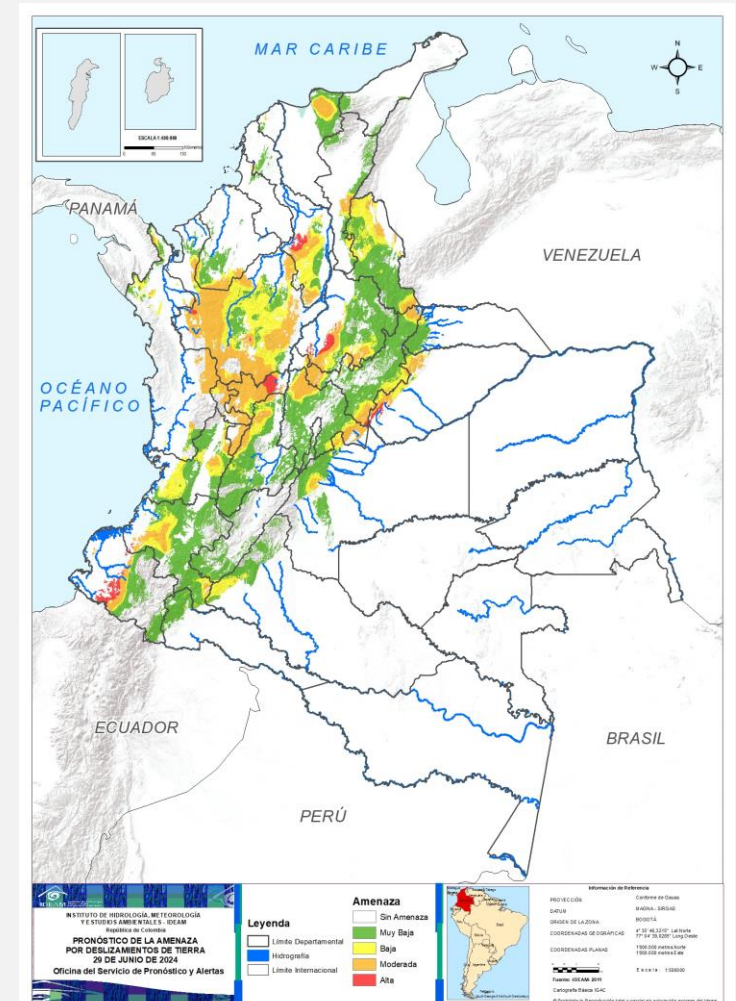 MAR CARIBE
N
W
E
S
ESCALA 1:400.000
PANAMÁ
VENEZUELA
OCÉANO
PACÍFICO
ECUADOR
BRASIL
PERÚ
IDEAM
INSTITUTO DE HIDROLOGÍA, METEOROLOGÍA
Y ESTUDIOS AMBIENTALES - IDEAM
República de Colombia
PRONÓSTICO DE LA AMENAZA
POR DESLIZAMIENTOS DE TIERRA
29 DE JUNIO DE 2024
Oficina del Servicio de Pronóstico y Alertas
Leyenda
Límite Departamental
Hidrografía
Límite Internacional
Amenaza
Sin Amenaza
Muy Baja
Baja
Moderada
Alta
Información de Referencia
PROYECCIÓN
Conforme de Gauss
DATUM
MAGNA - SIRGAS
ORIGEN DE LA ZONA
BOGOTÁ
COORDENADAS GEOGRÁFICAS
COORDENADAS PLANAS
Fuente: IDEAM 2011
Cartografía Básica IGAC